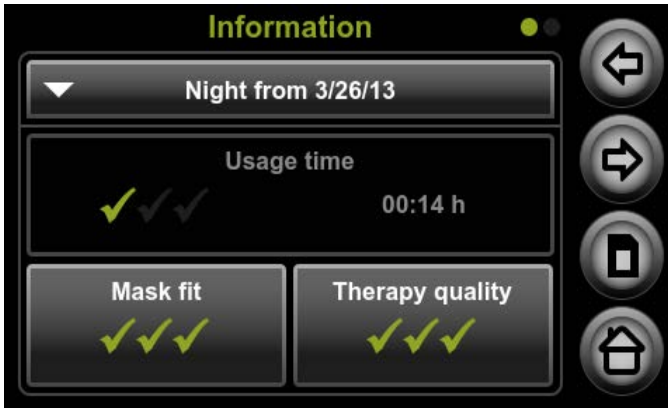 Information
Night from 3/26/13
Usage time
00:14 h
Mask fit
Therapy quality